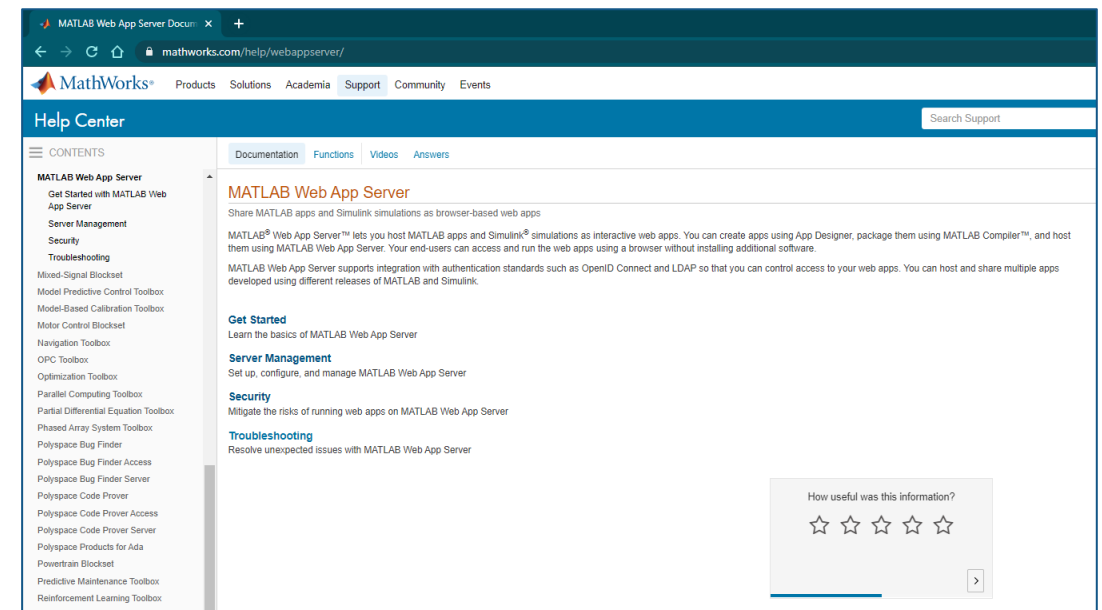 MATLAB Web App Server Docum
mathworks.com/help/webappserver/
MathWorks®
Products Solutions Academia Support Community Events
Help Center
Search Support
CONTENTS
Documentation Functions Videos Answers
MATLAB Web App Server
Get Started with MATLAB Web
App Server
Server Management
Security
Troubleshooting
Mixed-Signal Blockset
Model Predictive Control Toolbox
Model-Based Calibration Toolbox
Motor Control Blockset
Navigation Toolbox
OPC Toolbox
Optimization Toolbox
Parallel Computing Toolbox
Partial Differential Equation Toolbox
Phased Array System Toolbox
Polyspace Bug Finder
Polyspace Bug Finder Access
Polyspace Bug Finder Server
Polyspace Code Prover
Polyspace Code Prover Access
Polyspace Code Prover Server
Polyspace Products for Ada
Powertrain Blockset
Predictive Maintenance Toolbox
Reinforcement Learning Toolbox
MATLAB Web App Server
Share MATLAB apps and Simulink simulations as browser-based web apps
MATLAB® Web App Server™ lets you host MATLAB apps and Simulink® simulations as interactive web apps. You can create apps using App Designer, package them using MATLAB Compiler™, and host
them using MATLAB Web App Server. Your end-users can access and run the web apps using a browser without installing additional software.
MATLAB Web App Server supports integration with authentication standards such as OpenID Connect and LDAP so that you can control access to your web apps. You can host and share multiple apps
developed using different releases of MATLAB and Simulink.
Get Started
Learn the basics of MATLAB Web App Server
Server Management
Set up, configure, and manage MATLAB Web App Server
Security
Mitigate the risks of running web apps on MATLAB Web App Server
Troubleshooting
Resolve unexpected issues with MATLAB Web App Server
How useful was this information?